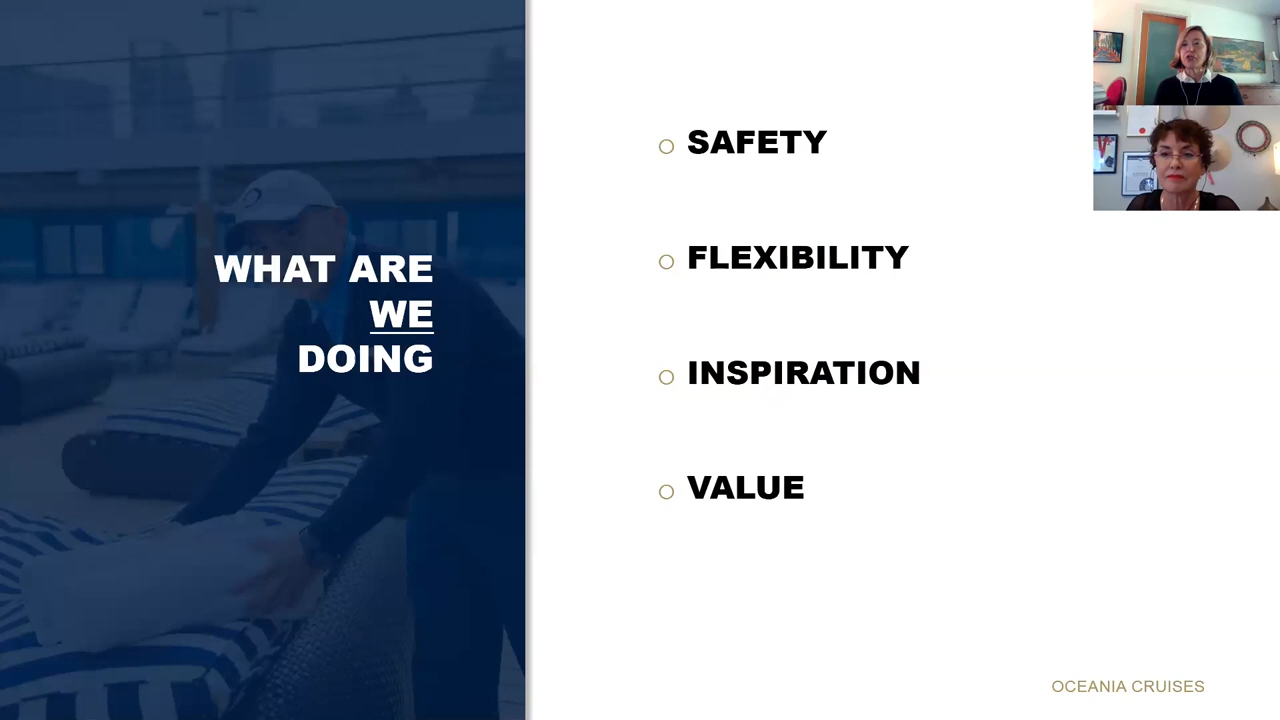 WHAT ARE
WE
DOING
SAFETY
FLEXIBILITY
INSPIRATION
VALUE
OCEANIA CRUISES